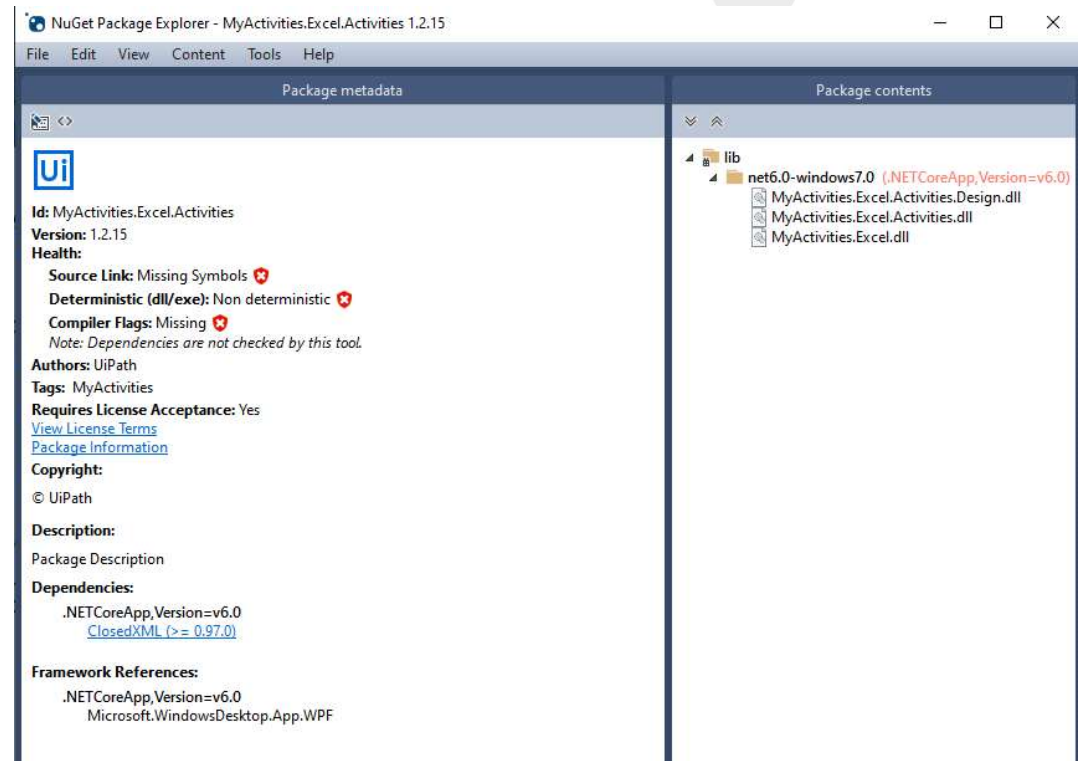 NuGet Package Explorer - MyActivities.Excel.Activities 1.2.15
File Edit View Content Tools Help
Package metadata
Ui
Id: MyActivities.Excel.Activities
Version: 1.2.15
Health:
Source Link: Missing Symbols
Deterministic (dll/exe): Non deterministic
Compiler Flags: Missing
Note: Dependencies are not checked by this tool.
Authors: UiPath
Tags: MyActivities
Requires License Acceptance: Yes
View License Terms
Package Information
Copyright:
© UiPath
Description:
Package Description
Dependencies:
.NETCoreApp,Version=v6.0
ClosedXML (>= 0.97.0)
Framework References:
.NETCoreApp,Version=v6.0
Microsoft.WindowsDesktop.App.WPF
Package contents
lib
net6.0-windows7.0 (.NETCoreApp,Version=v6.0)
MyActivities.Excel.Activities.Design.dll
MyActivities.Excel.Activities.dll
MyActivities.Excel.dll